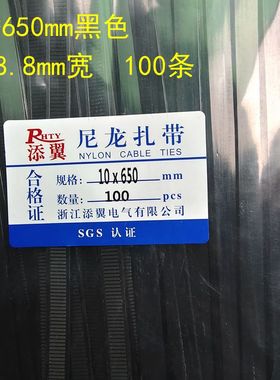 650mm黑色
8.8mm宽 100条
RHTY
添翼
尼龙扎带
NYLON CABLE TIES
合格证
规格: 10x650 mm
数量: 100 pcs
浙江添翼电气有限公司
SGS 认证